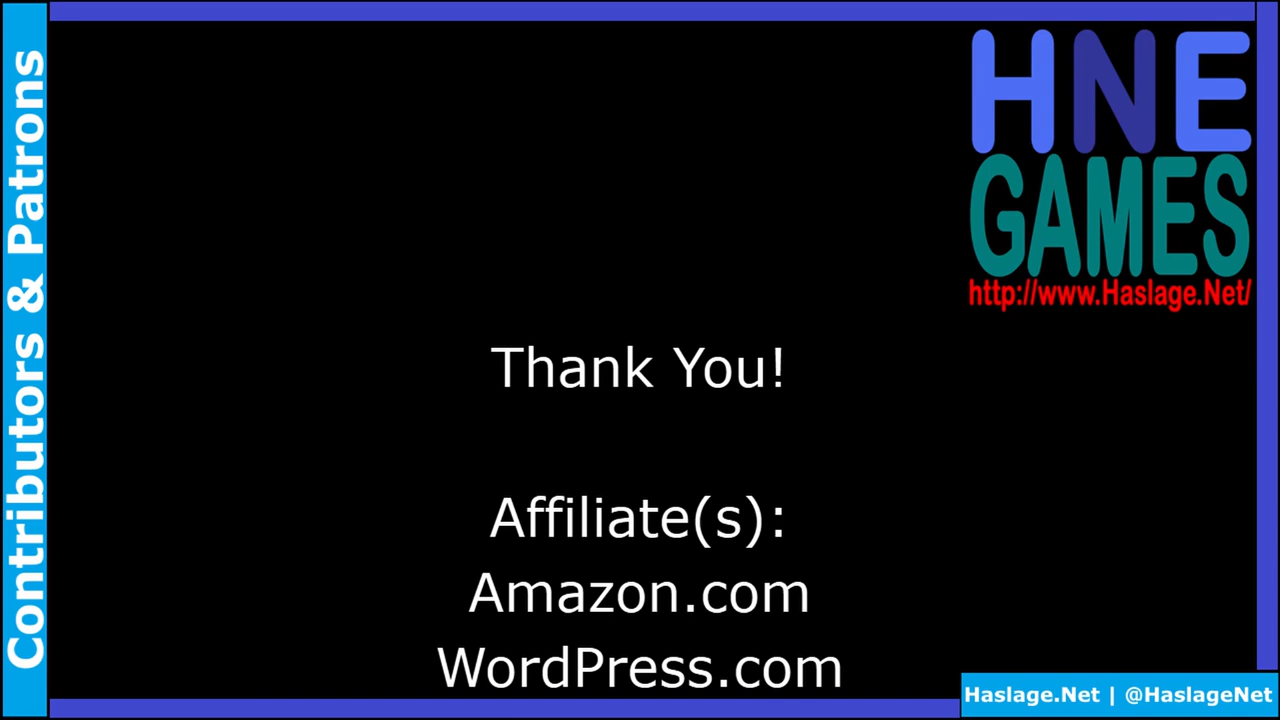 Contributors & Patrons
HNE
GAMES
http://www.Haslage.Net/
Thank You!
Affiliate(s):
Amazon.com
WordPress.com
Haslage.Net | @HaslageNet